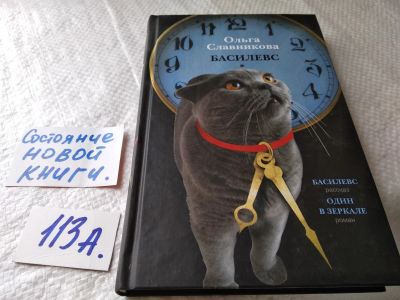 Ольга
Славникова
БАСИЛЕВС
Состояние
новой
книги.
113А.
БАСИЛЕВС
рассказ
ОДИН
В ЗЕРКАЛЕ
роман